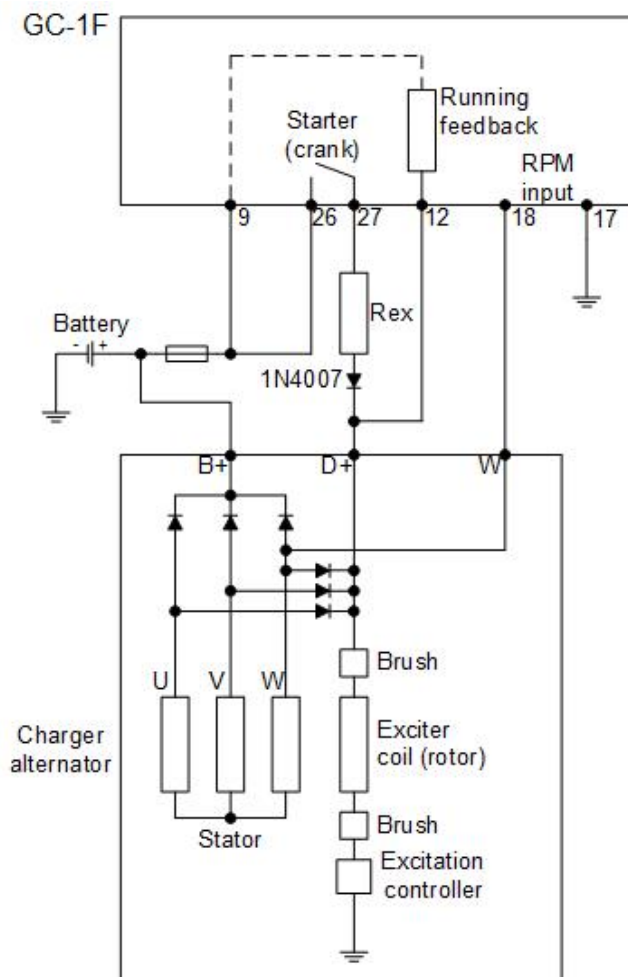 GC-1F
Running
feedback
Starter
(crank)
RPM
input
9
26
27
12
18
17
Rex
Battery
- +
1N4007
B+
D+
W
U
V
W
Brush
Exciter
coil (rotor)
Charger
alternator
Brush
Stator
Excitation
controller